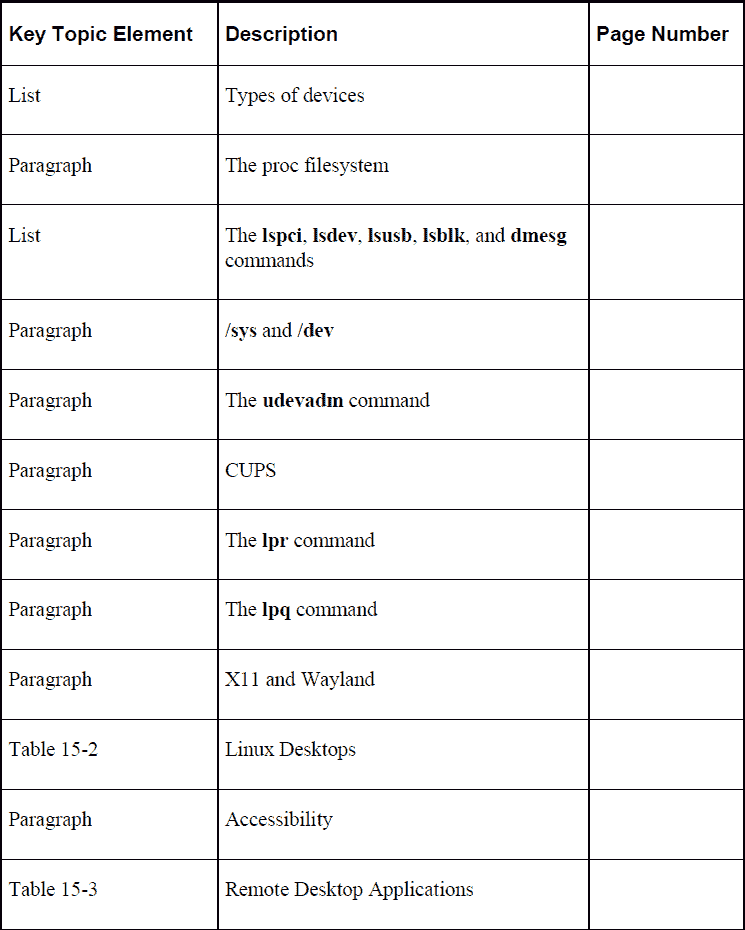 Key Topic Element Description Page Number
List Types of devices
Paragraph The proc filesystem
List The lspci, lsdev, lsusb, lsblk, and dmesg
commands
Paragraph /sys and /dev
Paragraph The udevadm command
Paragraph CUPS
Paragraph The lpr command
Paragraph The lpq command
Paragraph X11 and Wayland
Table 15-2 Linux Desktops
Paragraph Accessibility
Table 15-3 Remote Desktop Applications